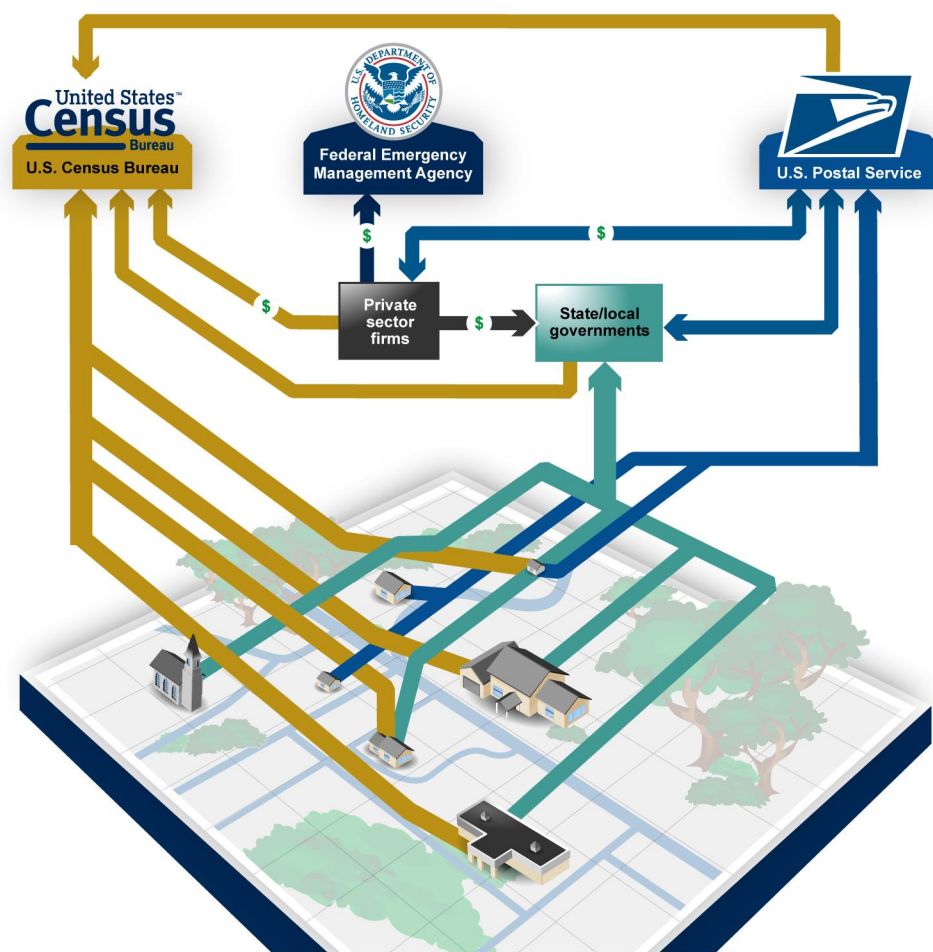 United States™
Census
Bureau
U.S. Census Bureau
U.S. DEPARTMENT OF
HOMELAND SECURITY
Federal Emergency
Management Agency
U.S. Postal Service
$
$
$
$
Private
sector
firms
State/local
governments